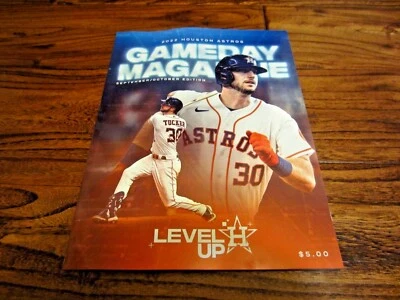 2022 HOUSTON ASTROS
GAMEDAY
MAGAZINE
SEPTEMBER/OCTOBER EDITION
TUCKER
30
ASTROS
30
LEVEL
UP
H
$5.00